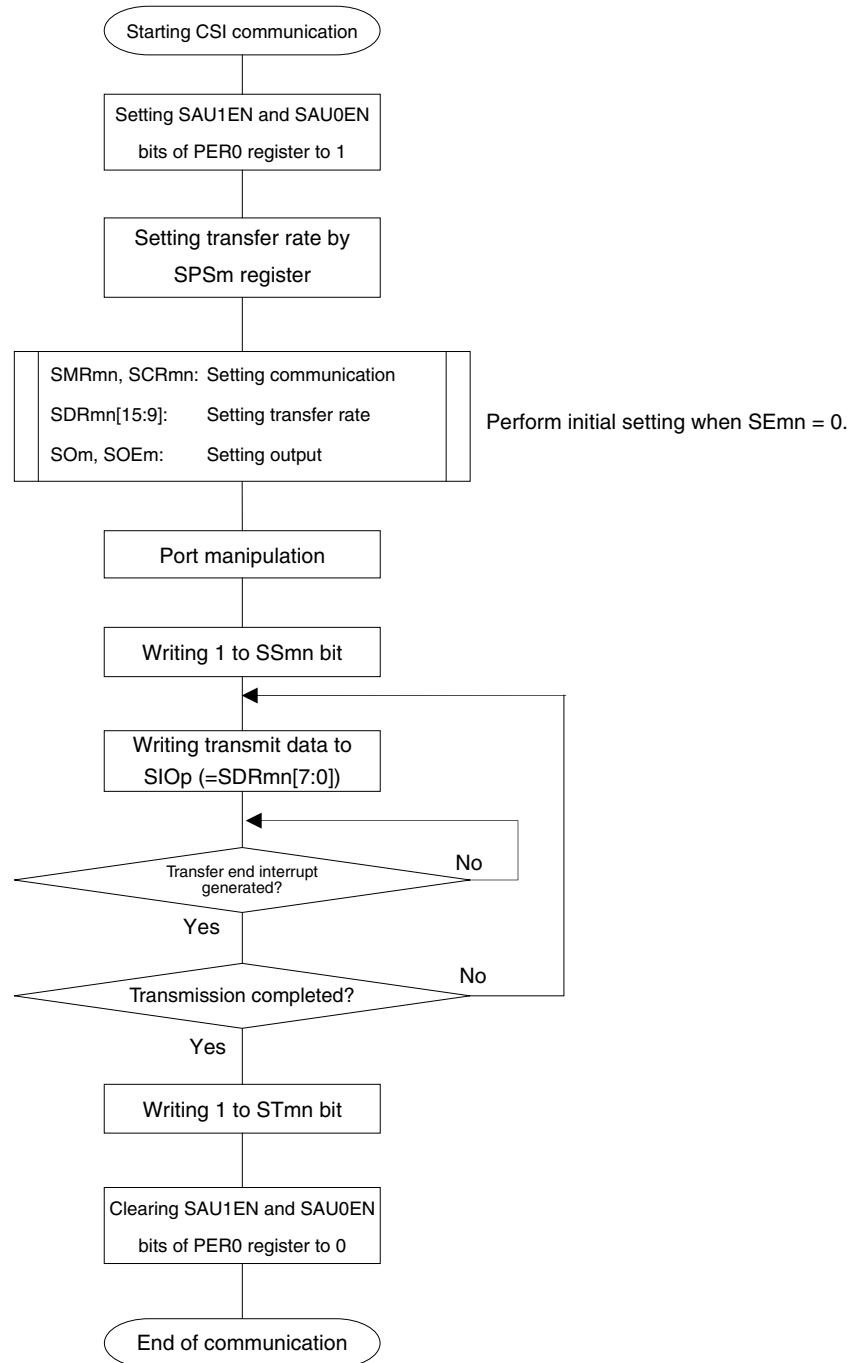 Starting CSI communication
Setting SAU1EN and SAU0EN
bits of PER0 register to 1
Setting transfer rate by
SPSm register
SMRmn, SCRmn: Setting communication
SDRmn[15:9]: Setting transfer rate
SOm, SOEm: Setting output
Perform initial setting when SEmn = 0.
Port manipulation
Writing 1 to SSmn bit
Writing transmit data to
SIOp (=SDRmn[7:0])
Transfer end interrupt
generated?
No
Yes
Transmission completed?
No
Yes
Writing 1 to STmn bit
Clearing SAU1EN and SAU0EN
bits of PER0 register to 0
End of communication